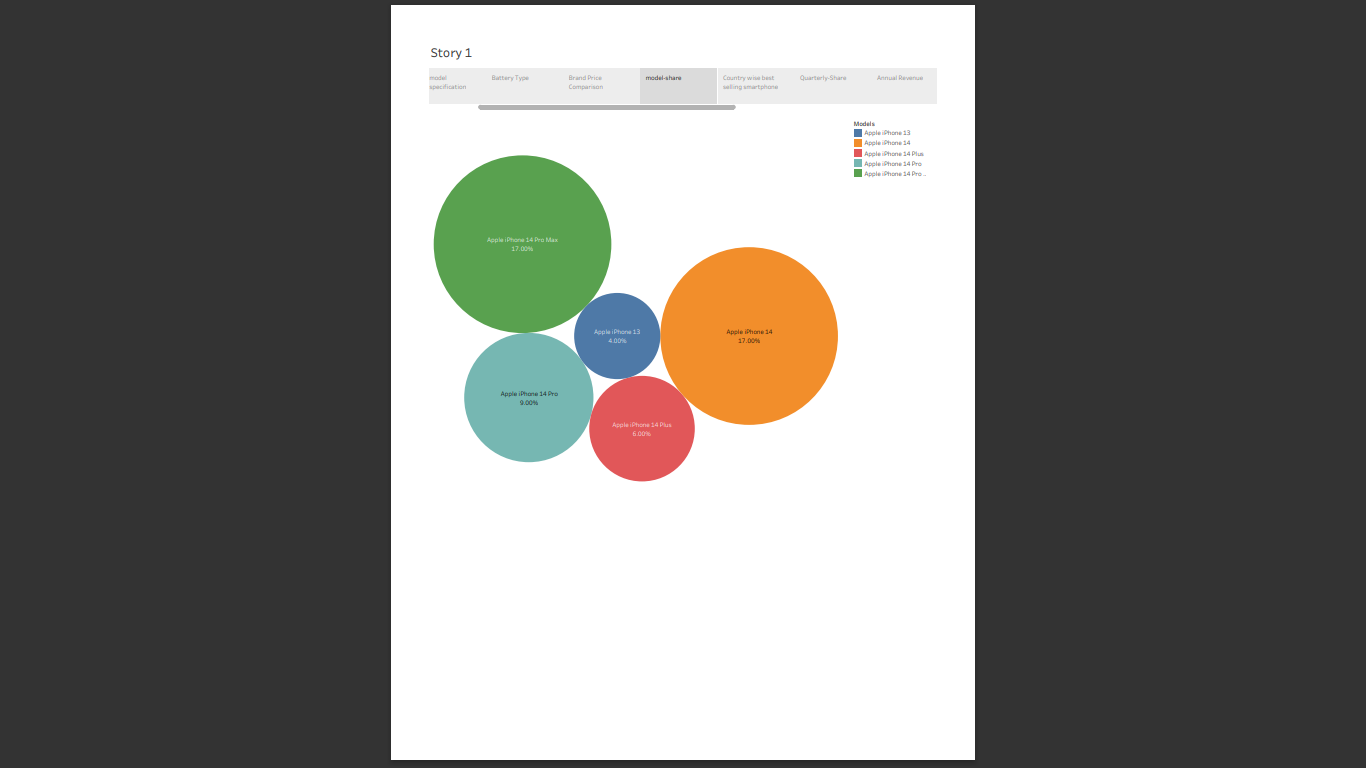 Story 1
model
specification
Battery Type
Brand Price
Comparison
model-share
Country wise best
selling smartphone
Quarterly-Share
Annual Revenue
Models
Apple iPhone 13
Apple iPhone 14
Apple iPhone 14 Plus
Apple iPhone 14 Pro
Apple iPhone 14 Pro ..
Apple iPhone 14 Pro Max
17.00%
Apple iPhone 13
4.00%
Apple iPhone 14
17.00%
Apple iPhone 14 Pro
9.00%
Apple iPhone 14 Plus
6.00%